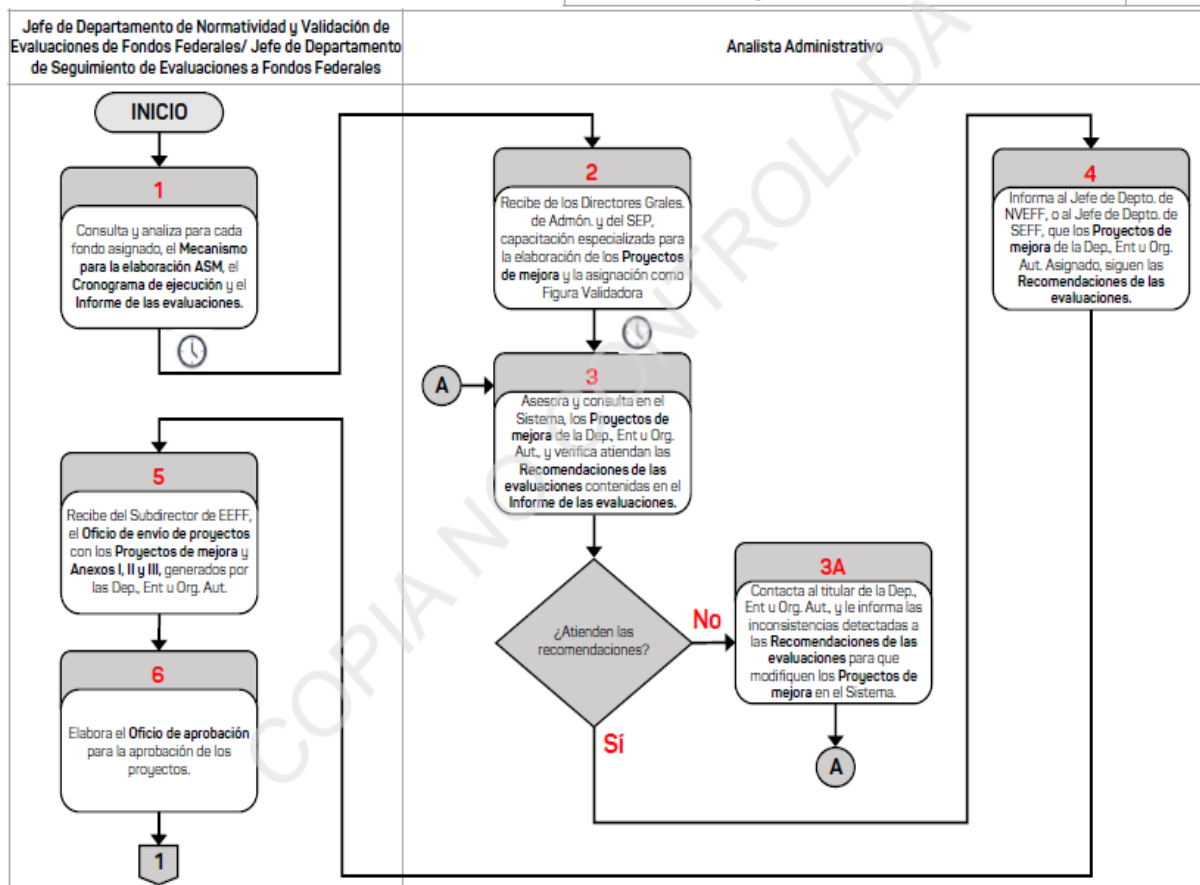 Jefe de Departamento de Normatividad y Validación de
Evaluaciones de Fondos Federales/ Jefe de Departamento
de Seguimiento de Evaluaciones a Fondos Federales
Analista Administrativo
INICIO
1
Consulta y analiza para cada
fondo asignado, el Mecanismo
para la elaboración ASM, el
Cronograma de ejecución y el
Informe de las evaluaciones.
2
Recibe de los Directores Grales.
de Admón. y del SEP,
capacitación especializada para
la elaboración de los Proyectos
de mejora y la asignación como
Figura Validadora
A
3
Asesora y consulta en el
Sistema, los Proyectos de
mejora de la Dep., Ent u Org.
Aut., y verifica atiendan las
Recomendaciones de las
evaluaciones contenidas en el
Informe de las evaluaciones.
¿Atienden las
recomendaciones?
No
3A
Contacta al titular de la Dep.,
Ent u Org. Aut., y le informa las
inconsistencias detectadas a
las Recomendaciones de las
evaluaciones para que
modifiquen los Proyectos de
mejora en el Sistema.
A
Sí
4
Informa al Jefe de Depto. de
NVEFF, o al Jefe de Depto. de
SEFF, que los Proyectos de
mejora de la Dep., Ent u Org.
Aut. Asignado, siguen las
Recomendaciones de las
evaluaciones.
5
Recibe del Subdirector de EEFF,
el Oficio de envío de proyectos
con los Proyectos de mejora y
Anexos I, II y III, generados por
las Dep., Ent u Org. Aut.
6
Elabora el Oficio de aprobación
para la aprobación de los
proyectos.
1
COPIA NO CONTROLADA